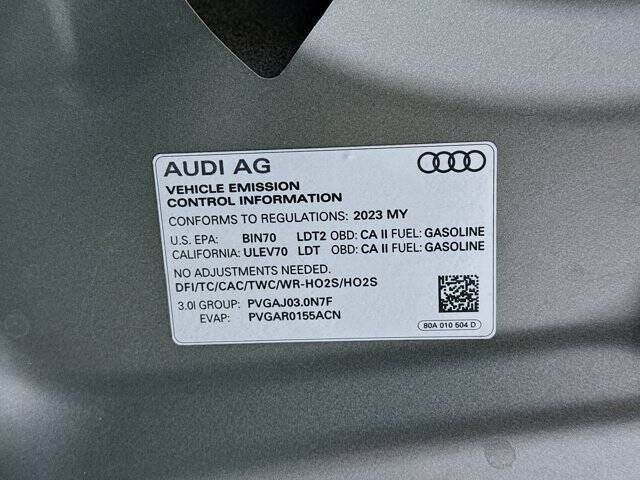 AUDI AG
VEHICLE EMISSION
CONTROL INFORMATION
CONFORMS TO REGULATIONS: 2023 MY
U.S. EPA: BIN70 LDT2 OBD: CA II FUEL: GASOLINE
CALIFORNIA: ULEV70 LDT OBD: CA II FUEL: GASOLINE
NO ADJUSTMENTS NEEDED.
DFI/TC/CAC/TWC/WR-HO2S/HO2S
3.0l GROUP: PVGAJ03.0N7F
EVAP: PVGAR0155ACN
80A 010 504 D